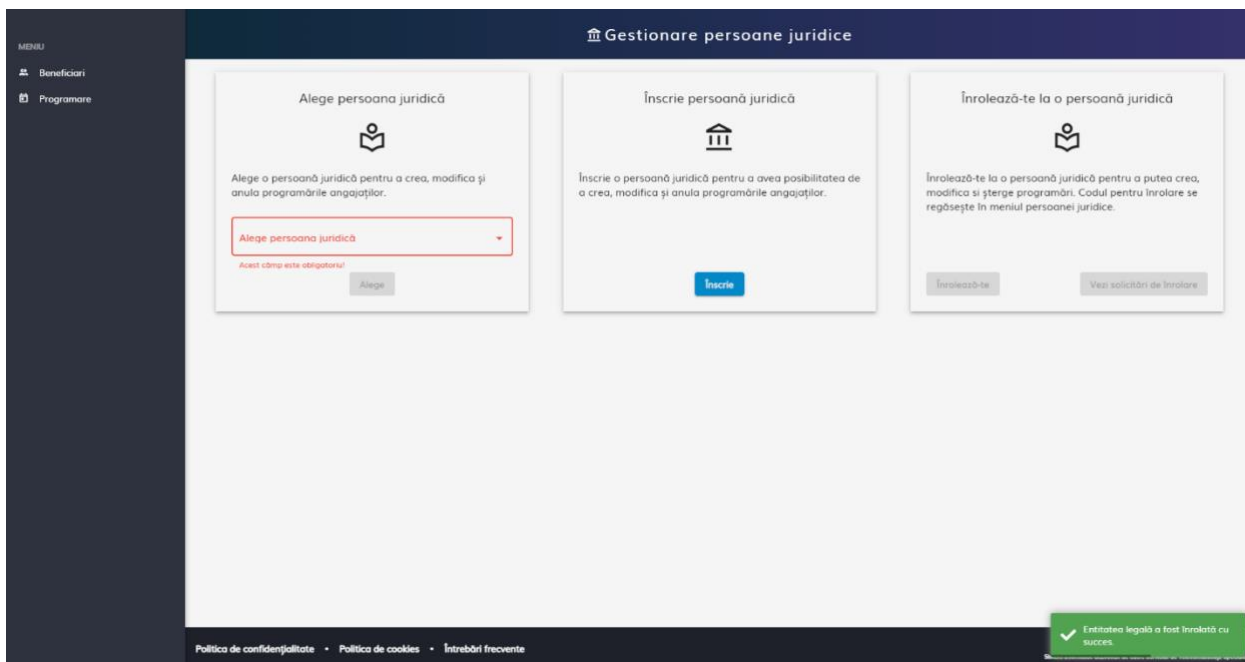 MENIU
Beneficiari
Programare
Gestionare persoane juridice
Alege persoana juridică
Alege o persoană juridică pentru a crea, modifica și
anula programările angajaților.
Alege persoana juridică
Acest câmp este obligatoriu!
Alege
Înscrie persoană juridică
Înscrie o persoană juridică pentru a avea posibilitatea de
a crea, modifica și anula programările angajaților.
Înscrie
Înrolează-te la o persoană juridică
Înrolează-te la o persoană juridică pentru a putea crea,
modifica si șterge programări. Codul pentru înrolare se
regăsește în meniul persoanei juridice.
Înrolează-te
Vezi solicitări de înrolare
Politica de confidențialitate • Politica de cookies • Întrebări frecvente
Entitatea legală a fost înrolată cu
succes.